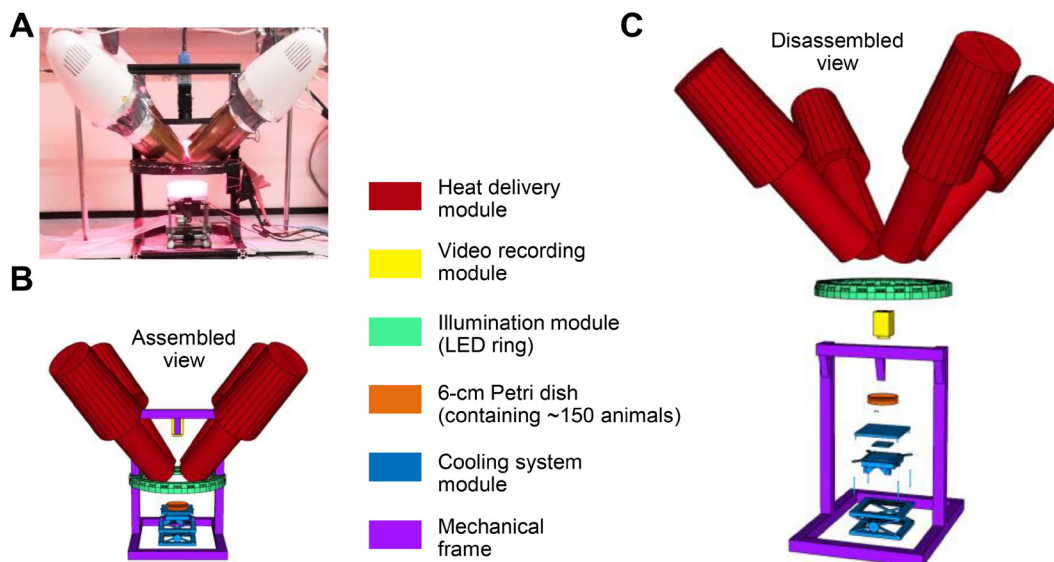 A
C
Disassembled
view
Heat delivery
module
Video recording
module
B
Assembled
view
Illumination module
(LED ring)
6-cm Petri dish
(containing ~150 animals)
Cooling system
module
Mechanical
frame